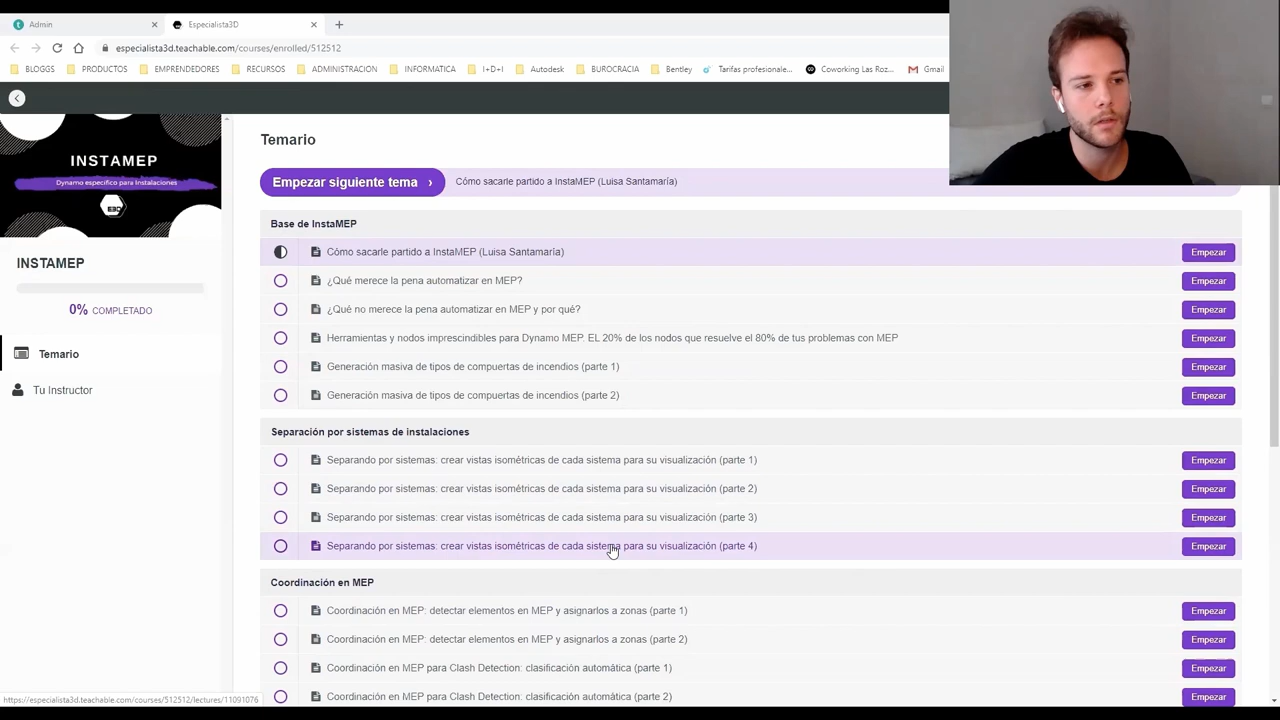 Admin
Especialista3D
especialista3d.teachable.com/courses/enrolled/512512
BLOGGS PRODUCTOS EMPRENDEDORES RECURSOS ADMINISTRACION INFORMATICA I+D+I Autodesk BUROCRACIA Bentley Tarifas profesionale... Coworking Las Roz... Gmail
INSTAMEP
Dynamo especifico para Instalaciones
E3D
INSTAMEP
0% COMPLETADO
Temario
Tu Instructor
Temario
Empezar siguiente tema › Cómo sacarle partido a InstaMEP (Luisa Santamaría)
Base de InstaMEP
Cómo sacarle partido a InstaMEP (Luisa Santamaría) Empezar
¿Qué merece la pena automatizar en MEP? Empezar
¿Qué no merece la pena automatizar en MEP y por qué? Empezar
Herramientas y nodos imprescindibles para Dynamo MEP. EL 20% de los nodos que resuelve el 80% de tus problemas con MEP Empezar
Generación masiva de tipos de compuertas de incendios (parte 1) Empezar
Generación masiva de tipos de compuertas de incendios (parte 2) Empezar
Separación por sistemas de instalaciones
Separando por sistemas: crear vistas isométricas de cada sistema para su visualización (parte 1) Empezar
Separando por sistemas: crear vistas isométricas de cada sistema para su visualización (parte 2) Empezar
Separando por sistemas: crear vistas isométricas de cada sistema para su visualización (parte 3) Empezar
Separando por sistemas: crear vistas isométricas de cada sistema para su visualización (parte 4) Empezar
Coordinación en MEP
Coordinación en MEP: detectar elementos en MEP y asignarlos a zonas (parte 1) Empezar
Coordinación en MEP: detectar elementos en MEP y asignarlos a zonas (parte 2) Empezar
Coordinación en MEP para Clash Detection: clasificación automática (parte 1) Empezar
Coordinación en MEP para Clash Detection: clasificación automática (parte 2) Empezar
https://especialista3d.teachable.com/courses/512512/lectures/11091076